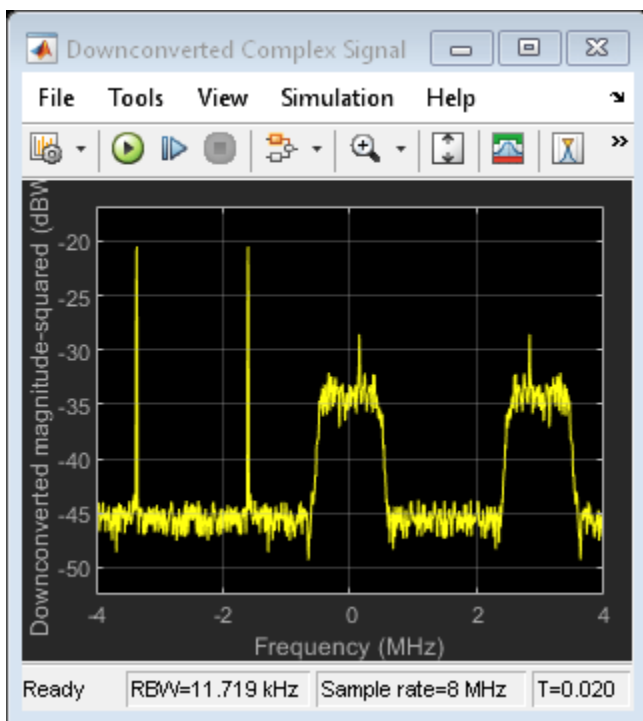 Downconverted Complex Signal
File Tools View Simulation Help
»
Downconverted magnitude-squared (dBW
-20
-25
-30
-35
-40
-45
-50
-4 -2 0 2 4
Frequency (MHz)
Ready RBW=11.719 kHz Sample rate=8 MHz T=0.020